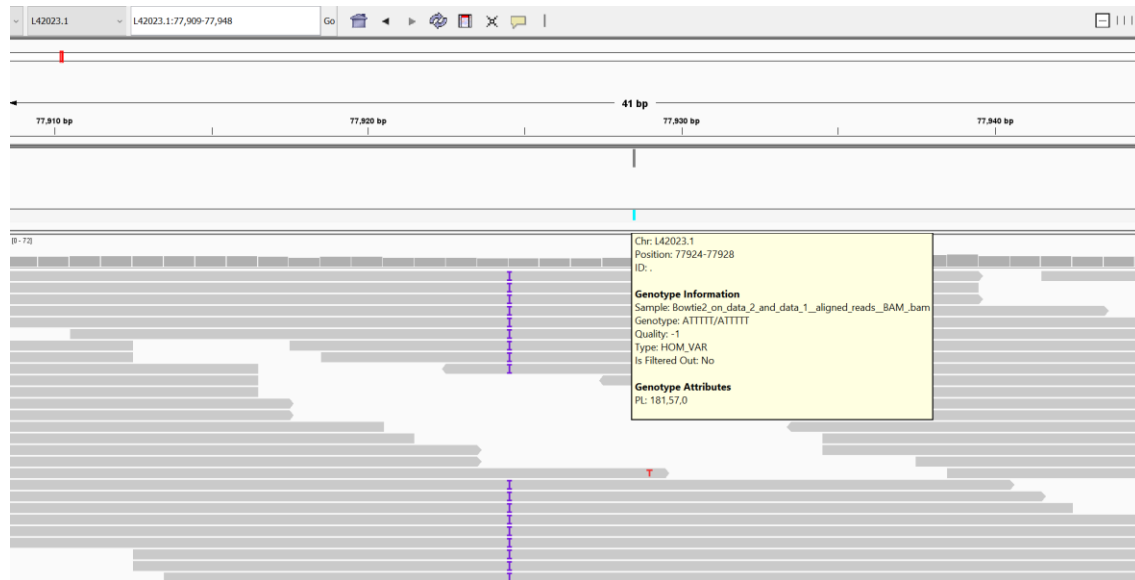 L42023.1 L42023.1:77,909-77,948 Go
41 bp
77,910 bp 77,920 bp 77,930 bp 77,940 bp
[0 - 72]
Chr: L42023.1
Position: 77924-77928
ID: .
Genotype Information
Sample: Bowtie2_on_data_2_and_data_1__aligned_reads__BAM_.bam
Genotype: ATTTTT/ATTTTT
Quality: -1
Type: HOM_VAR
Is Filtered Out: No
Genotype Attributes
PL: 181,57,0
T